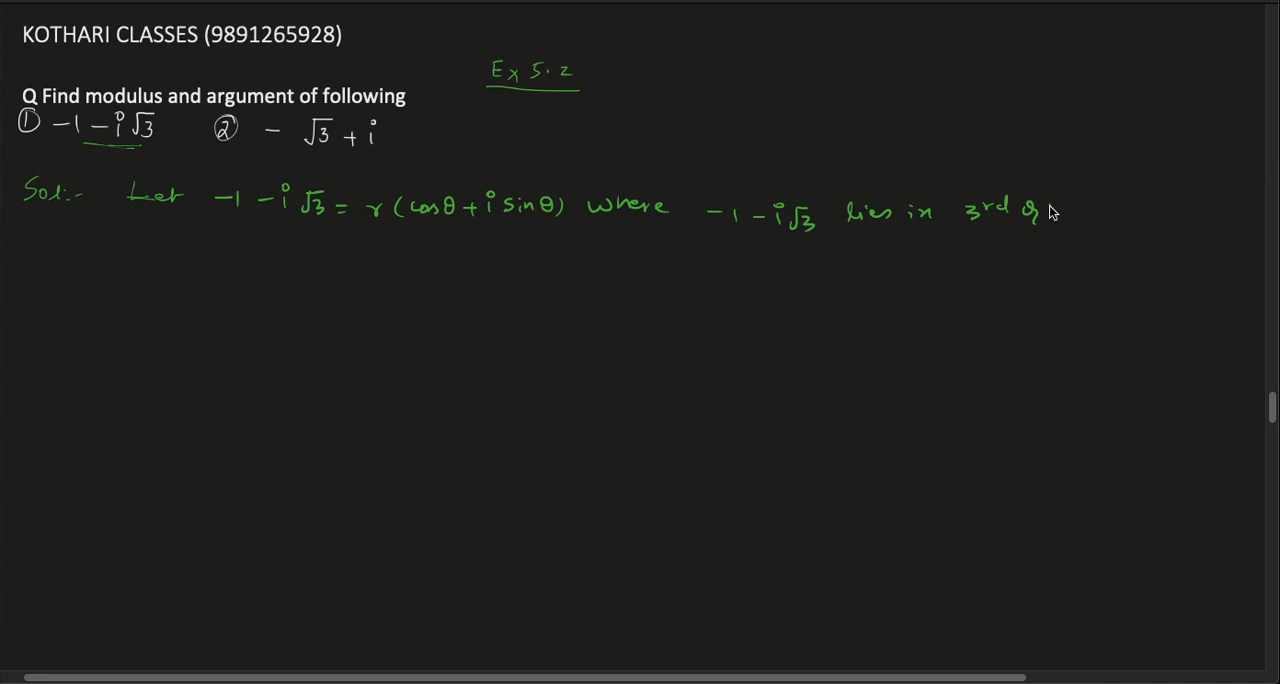 KOTHARI CLASSES (9891265928)
Ex 5.2
Q Find modulus and argument of following
① -1 - i√3 ② - √3 + i
Sol:- Let -1 - i√3 = r (cosθ + i sinθ) where -1 - i√3 lies in 3rd q